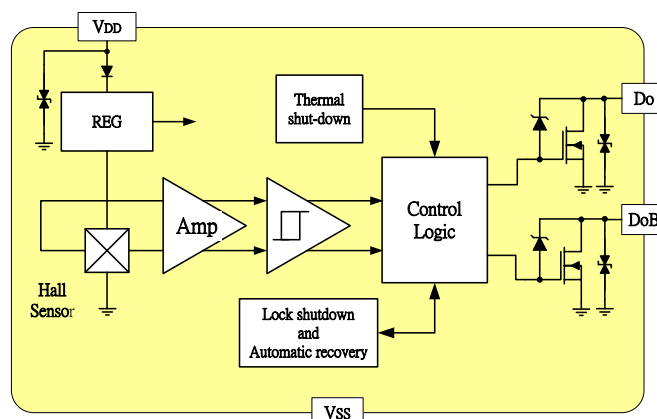 VDD
REG
Thermal
shut-down
Do
Amp
Control
Logic
DoB
Hall
Sensor
Lock shutdown
and
Automatic recovery
VSS